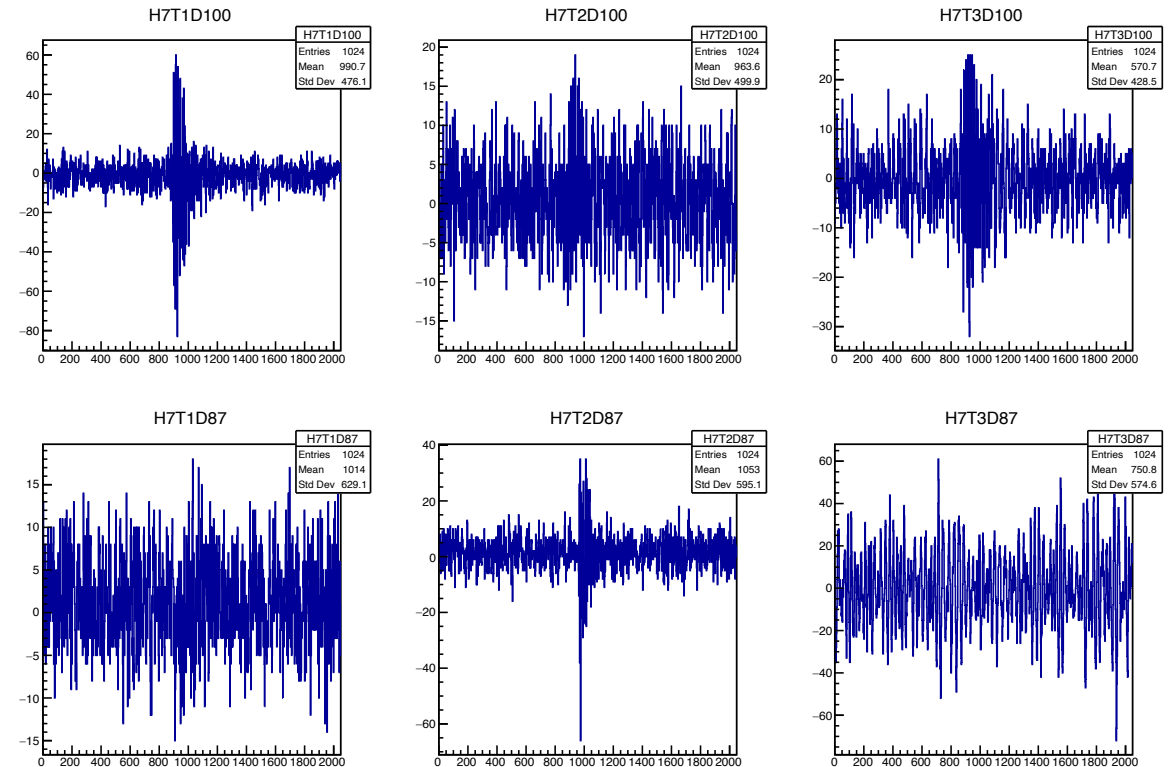 H7T1D100
H7T1D100
Entries 1024
Mean 990.7
Std Dev 476.1
60
40
20
0
−20
−40
−60
−80
0 200 400 600 800 1000 1200 1400 1600 1800 2000
H7T2D100
H7T2D100
Entries 1024
Mean 963.6
Std Dev 499.9
20
15
10
5
0
−5
−10
−15
0 200 400 600 800 1000 1200 1400 1600 1800 2000
H7T3D100
H7T3D100
Entries 1024
Mean 570.7
Std Dev 428.5
20
10
0
−10
−20
−30
0 200 400 600 800 1000 1200 1400 1600 1800 2000
H7T1D87
H7T1D87
Entries 1024
Mean 1014
Std Dev 629.1
15
10
5
0
−5
−10
−15
0 200 400 600 800 1000 1200 1400 1600 1800 2000
H7T2D87
H7T2D87
Entries 1024
Mean 1053
Std Dev 595.1
40
20
0
−20
−40
−60
0 200 400 600 800 1000 1200 1400 1600 1800 2000
H7T3D87
H7T3D87
Entries 1024
Mean 750.8
Std Dev 574.6
60
40
20
0
−20
−40
−60
0 200 400 600 800 1000 1200 1400 1600 1800 2000